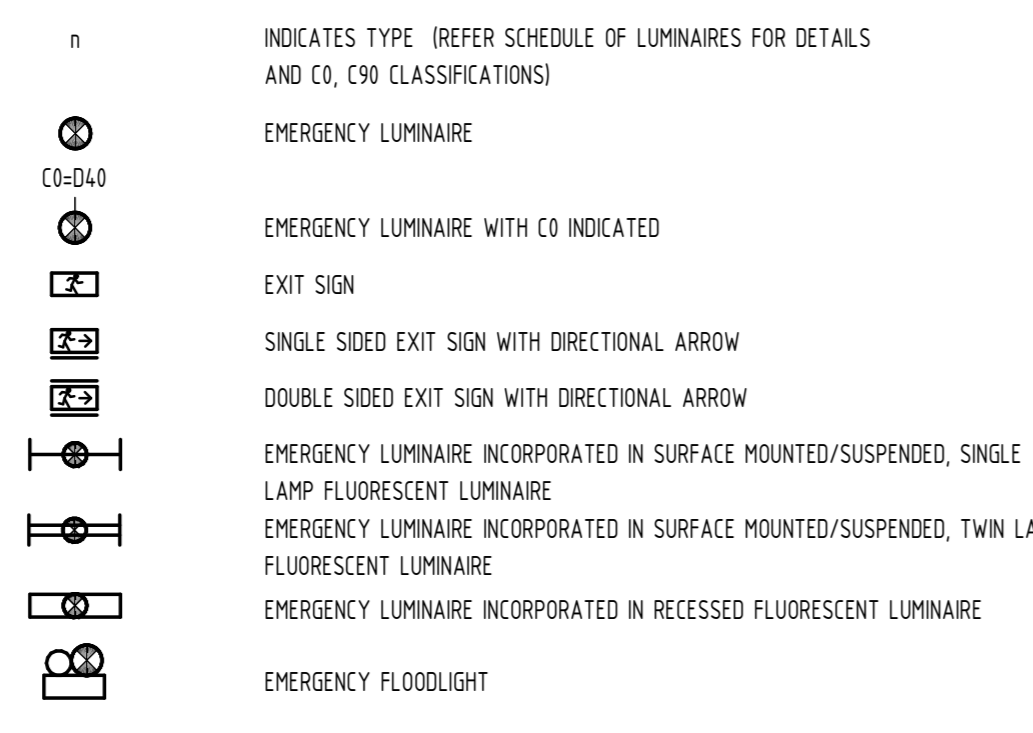 n INDICATES TYPE (REFER SCHEDULE OF LUMINAIRES FOR DETAILS
AND C0, C90 CLASSIFICATIONS)
EMERGENCY LUMINAIRE
C0=D40
EMERGENCY LUMINAIRE WITH C0 INDICATED
EXIT SIGN
SINGLE SIDED EXIT SIGN WITH DIRECTIONAL ARROW
DOUBLE SIDED EXIT SIGN WITH DIRECTIONAL ARROW
EMERGENCY LUMINAIRE INCORPORATED IN SURFACE MOUNTED/SUSPENDED, SINGLE
LAMP FLUORESCENT LUMINAIRE
EMERGENCY LUMINAIRE INCORPORATED IN SURFACE MOUNTED/SUSPENDED, TWIN
FLUORESCENT LUMINAIRE
EMERGENCY LUMINAIRE INCORPORATED IN RECESSED FLUORESCENT LUMINAIRE
EMERGENCY FLOODLIGHT